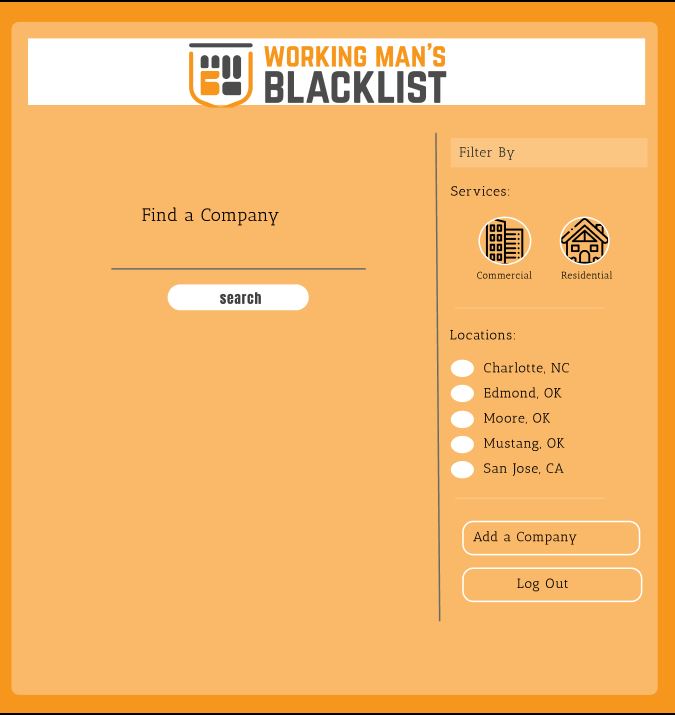 WORKING MAN'S
BLACKLIST
Find a Company
search
Filter By
Services:
Commercial
Residential
Locations:
Charlotte, NC
Edmond, OK
Moore, OK
Mustang, OK
San Jose, CA
Add a Company
Log Out